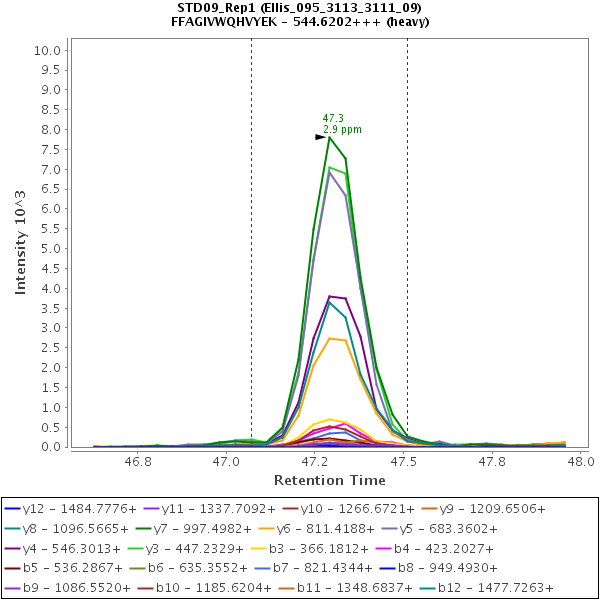 STD09_Rep1 (Ellis_095_3113_3111_09)
FFAGIVWQHVYEK - 544.6202+++ (heavy)
Intensity 10^3
10.0
9.5
9.0
8.5
8.0
7.5
7.0
6.5
6.0
5.5
5.0
4.5
4.0
3.5
3.0
2.5
2.0
1.5
1.0
0.5
0.0
47.3
2.9 ppm
46.8 47.0 47.2 47.5 47.8 48.0
Retention Time
y12 - 1484.7776+ y11 - 1337.7092+ y10 - 1266.6721+ y9 - 1209.6506+
y8 - 1096.5665+ y7 - 997.4982+ y6 - 811.4188+ y5 - 683.3602+
y4 - 546.3013+ y3 - 447.2329+ b3 - 366.1812+ b4 - 423.2027+
b5 - 536.2867+ b6 - 635.3552+ b7 - 821.4344+ b8 - 949.4930+
b9 - 1086.5520+ b10 - 1185.6204+ b11 - 1348.6837+ b12 - 1477.7263+